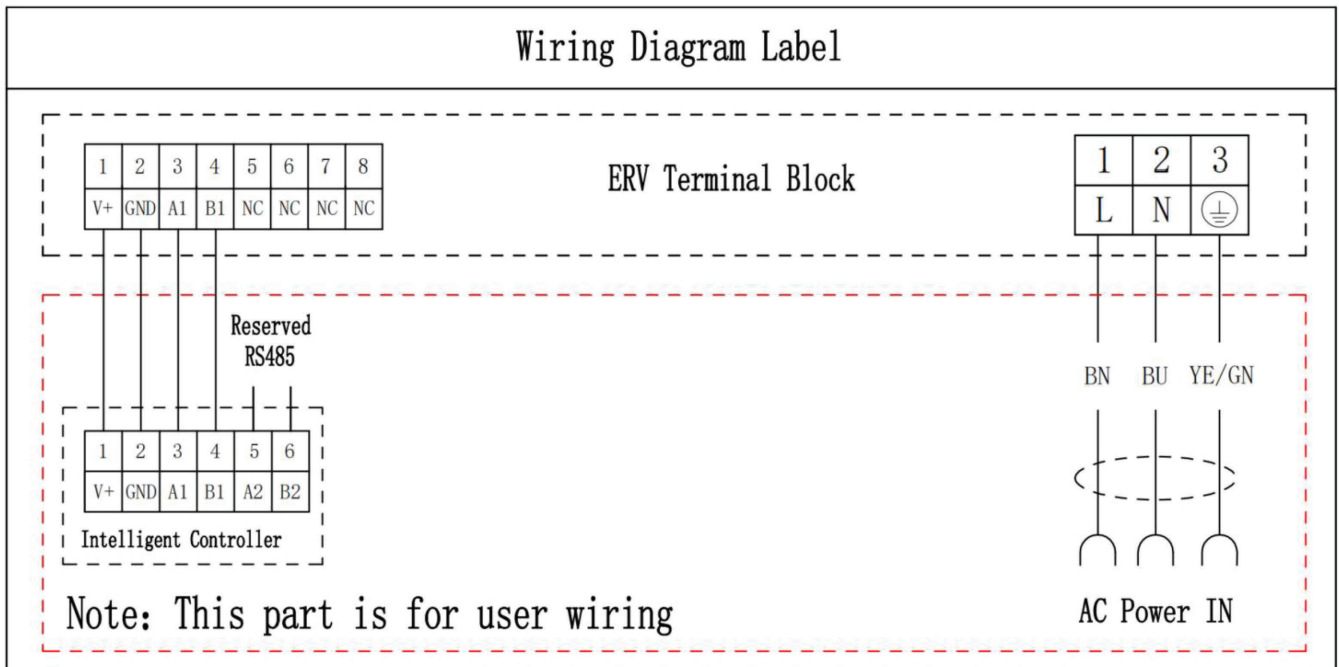 Wiring Diagram Label
1 2 3 4 5 6 7 8
V+ GND A1 B1 NC NC NC NC
ERV Terminal Block
1 2 3
L N
Reserved
RS485
BN BU YE/GN
1 2 3 4 5 6
V+ GND A1 B1 A2 B2
Intelligent Controller
Note: This part is for user wiring
AC Power IN